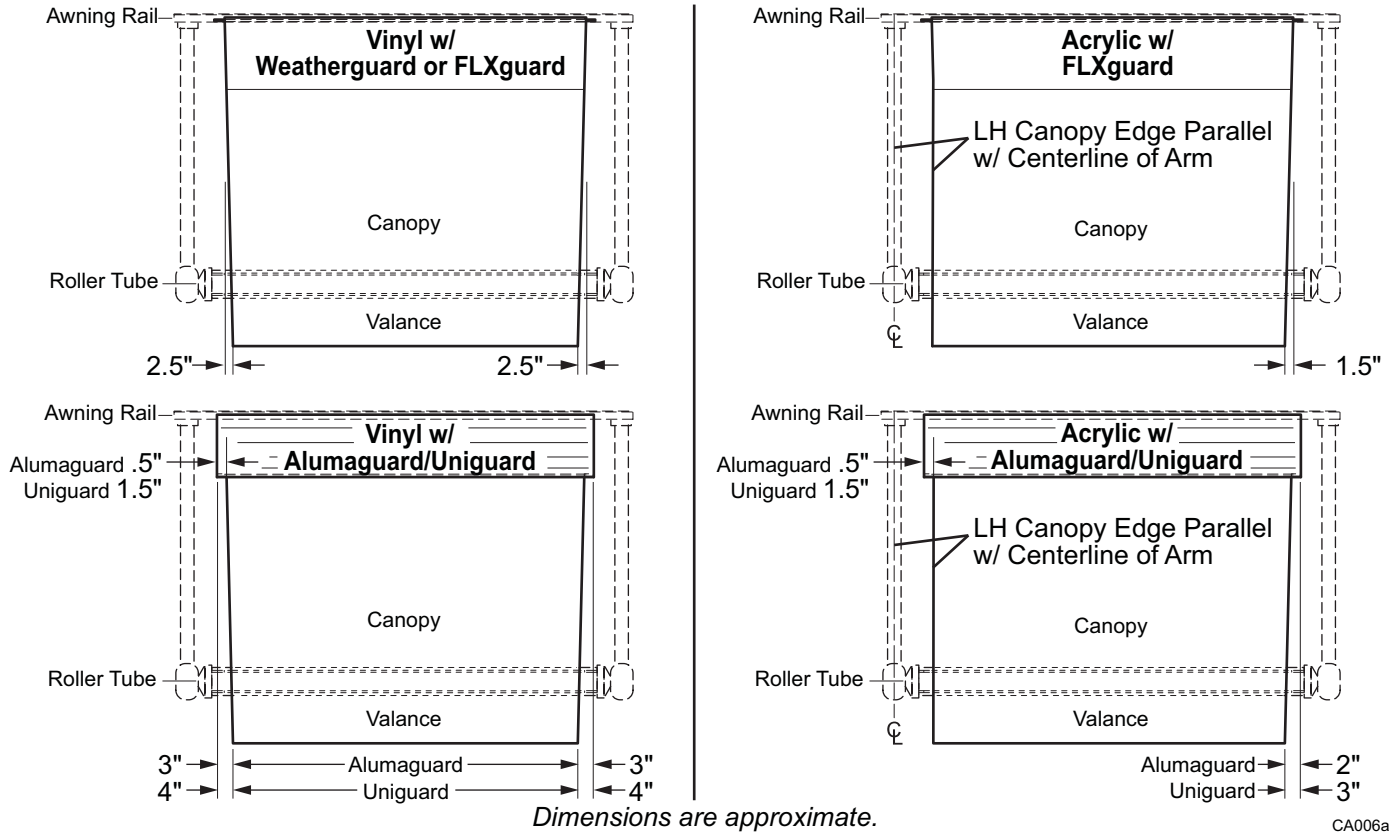 Awning Rail
Vinyl w/
Weatherguard or FLXguard
Canopy
Roller Tube
Valance
2.5"
2.5"
Awning Rail
Acrylic w/
FLXguard
LH Canopy Edge Parallel
w/ Centerline of Arm
Canopy
Roller Tube
Valance
℄
1.5"
Awning Rail
Vinyl w/
Alumaguard/Uniguard
Alumaguard .5"
Uniguard 1.5"
Canopy
Roller Tube
Valance
3" Alumaguard 3"
4" Uniguard 4"
Awning Rail
Acrylic w/
Alumaguard/Uniguard
Alumaguard .5"
Uniguard 1.5"
LH Canopy Edge Parallel
w/ Centerline of Arm
Canopy
Roller Tube
Valance
℄
Alumaguard 2"
Uniguard 3"
Dimensions are approximate.
CA006a